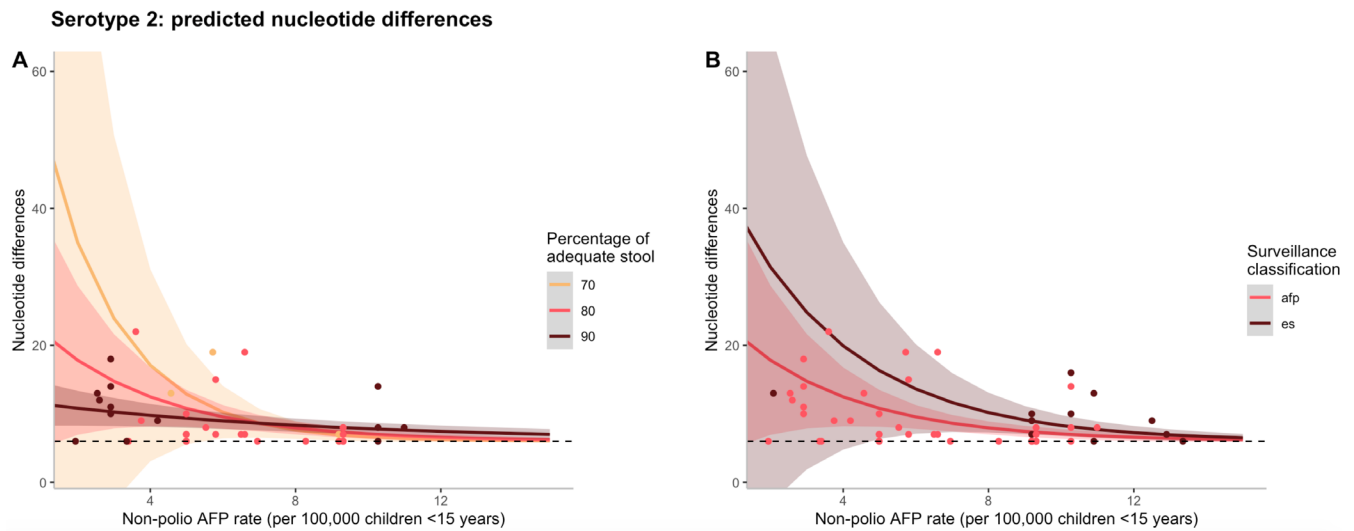 Serotype 2: predicted nucleotide differences
A
60
40
20
0
Nucleotide differences
4
8
12
Non-polio AFP rate (per 100,000 children <15 years)
Percentage of
adequate stool
70
80
90
B
60
40
20
0
Nucleotide differences
4
8
12
Non-polio AFP rate (per 100,000 children <15 years)
Surveillance
classification
afp
es